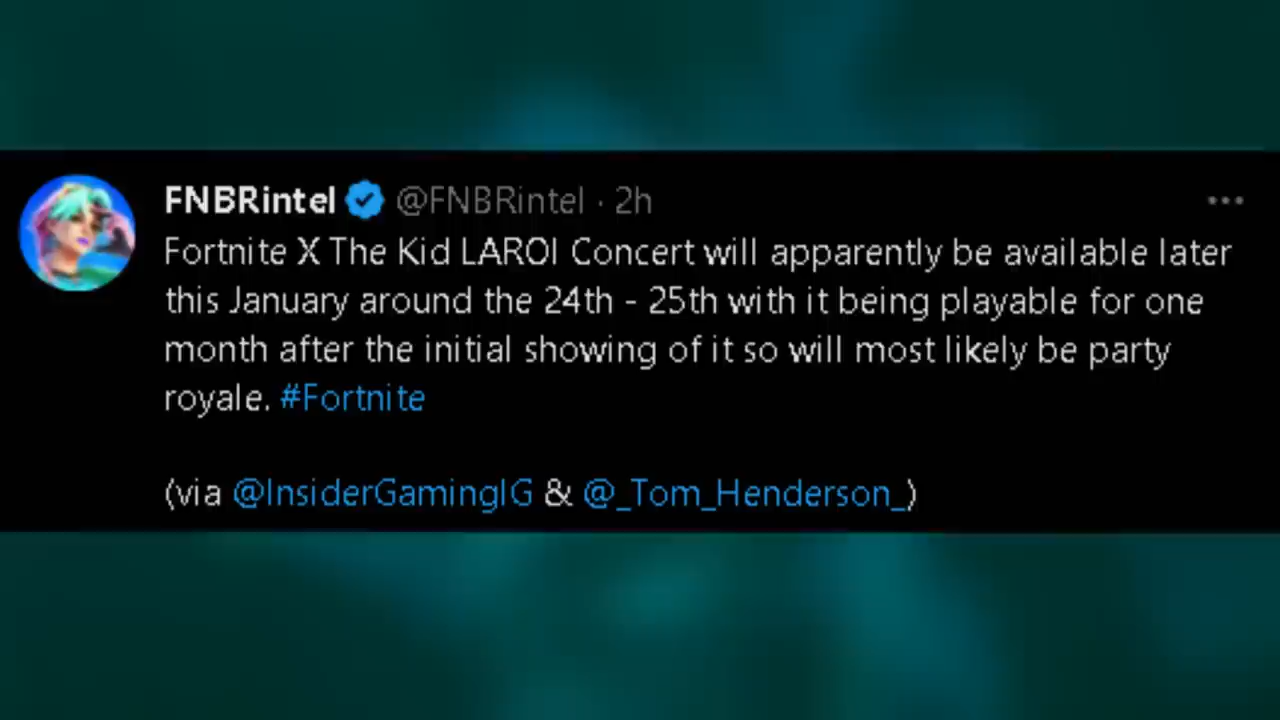 FNBRintel @FNBRintel · 2h
Fortnite X The Kid LAROI Concert will apparently be available later
this January around the 24th - 25th with it being playable for one
month after the initial showing of it so will most likely be party
royale. #Fortnite
(via @InsiderGamingIG & @_Tom_Henderson_)